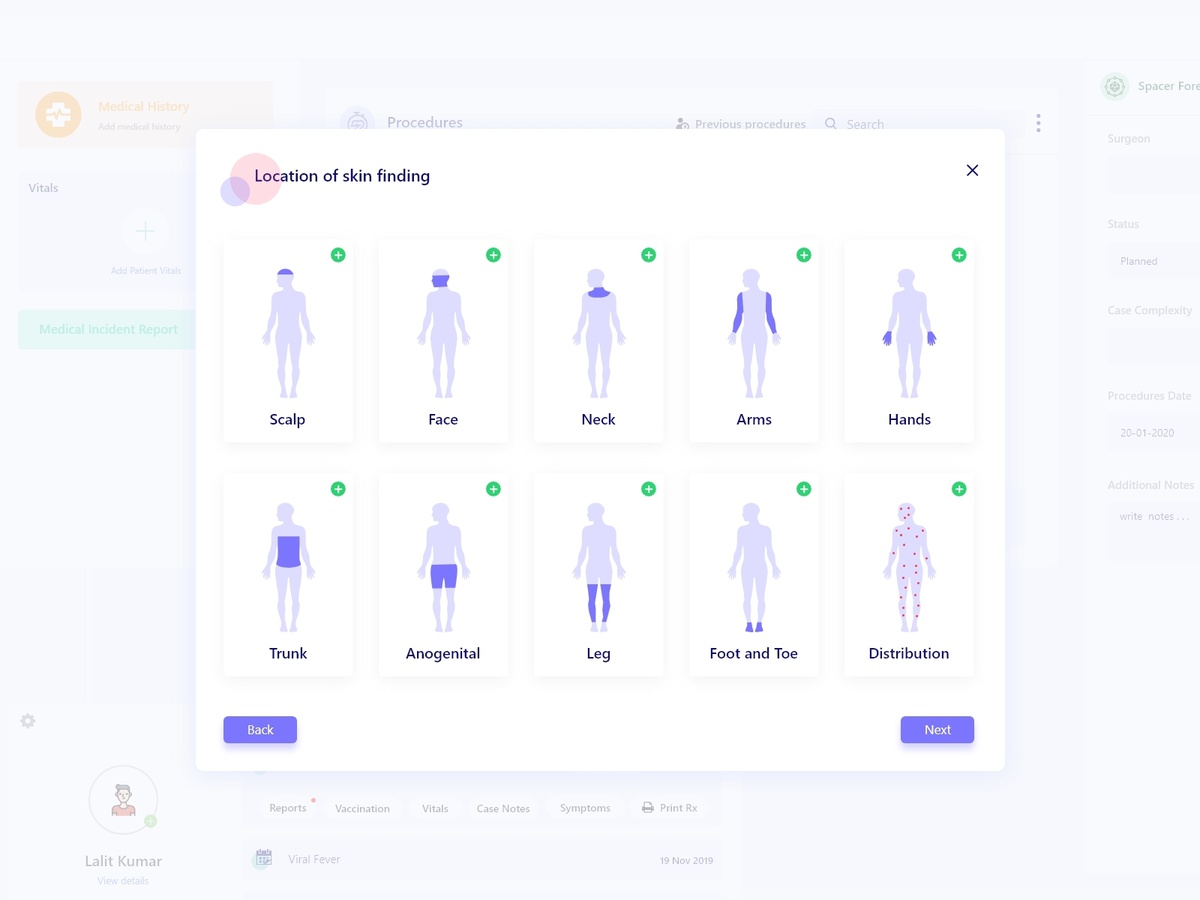 Medical History
Add medical history
Vitals
Add Patient Vitals
Medical Incident Report
Procedures
Previous procedures
Search
Spacer Fore
Surgeon
Status
Planned
Case Complexity
Procedures Date
20-01-2020
Additional Notes
write notes . . .
Location of skin finding
Scalp
Face
Neck
Arms
Hands
Trunk
Anogenital
Leg
Foot and Toe
Distribution
Back
Next
Reports
Vaccination
Vitals
Case Notes
Symptoms
Print Rx
Viral Fever
19 Nov 2019
Lalit Kumar
View details